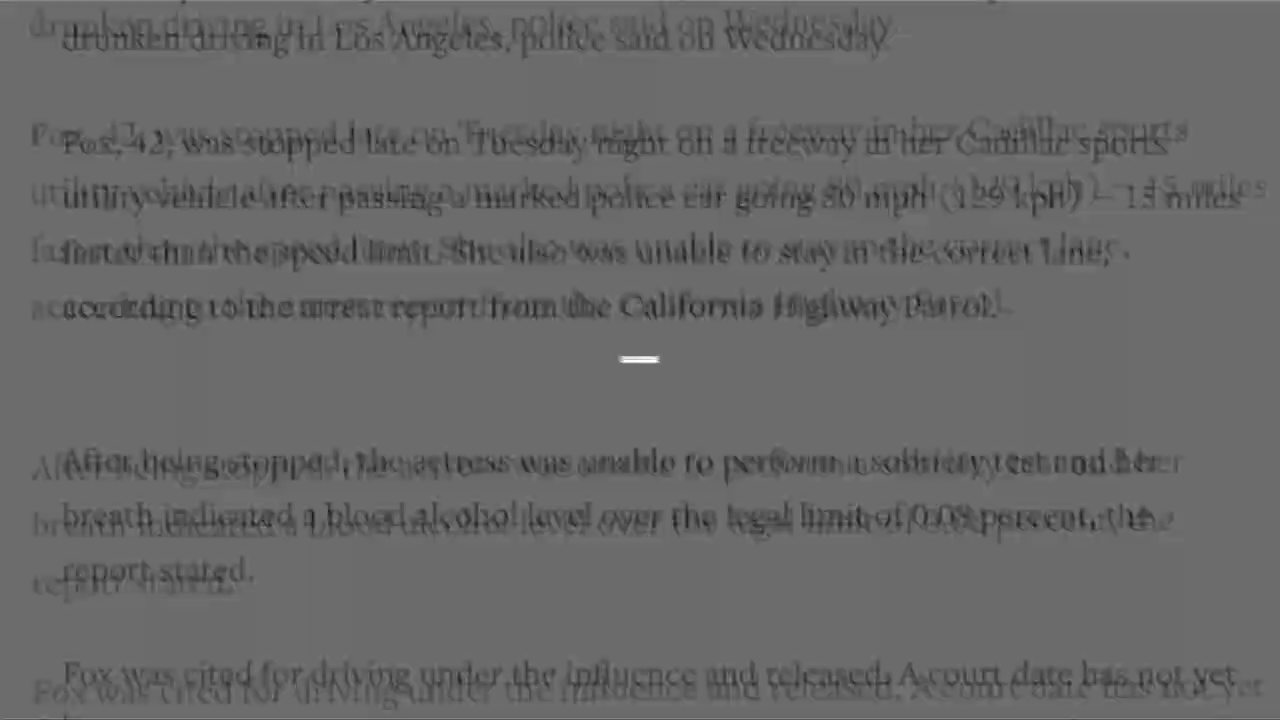 drunken driving in Los Angeles, police said on Wednesday.
Fox, 42, was stopped late on Tuesday night on a freeway in her Cadillac sports
utility vehicle after passing a marked police car going 80 mph (129 kph) – 15 miles
faster than the speed limit. She also was unable to stay in the correct lane,
according to the arrest report from the California Highway Patrol.
After being stopped, the actress was unable to perform a sobriety test and her
breath indicated a blood alcohol level over the legal limit of 0.08 percent, the
report stated.
Fox was cited for driving under the influence and released. A court date has not yet